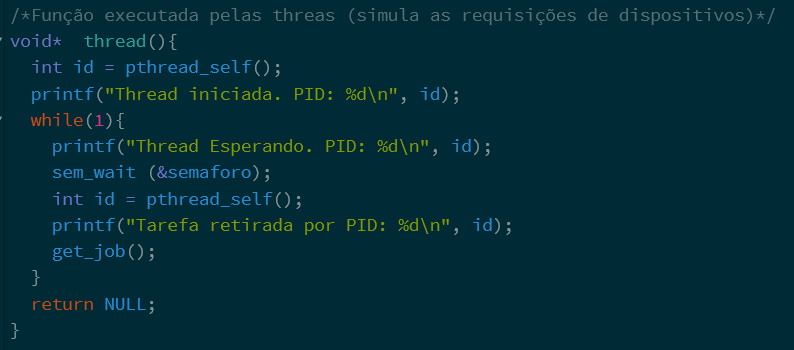 /*Função executada pelas threas (simula as requisições de dispositivos)*/
void*  thread(){
  int id = pthread_self();
  printf("Thread iniciada. PID: %d\n", id);
  while(1){
    printf("Thread Esperando. PID: %d\n", id);
    sem_wait (&semaforo);
    int id = pthread_self();
    printf("Tarefa retirada por PID: %d\n", id);
    get_job();
  }
  return NULL;
}